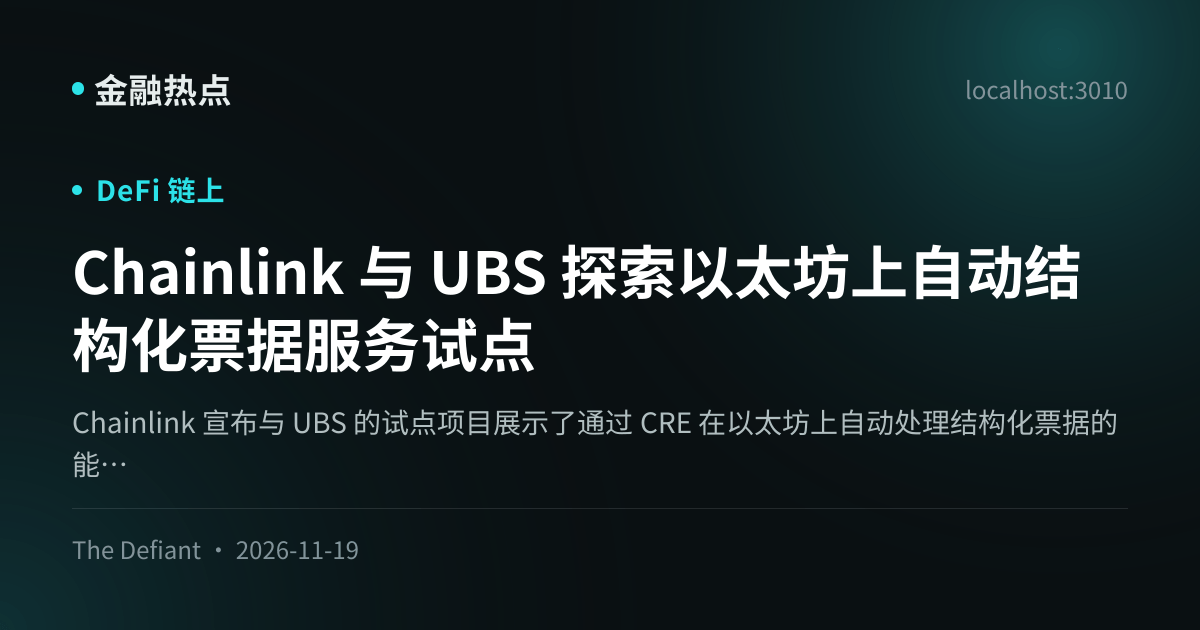 金融热点
localhost:3010
DeFi 链上
Chainlink 与 UBS 探索以太坊上自动结
构化票据服务试点
Chainlink 宣布与 UBS 的试点项目展示了通过 CRE 在以太坊上自动处理结构化票据的
能…
The Defiant · 2026-11-19